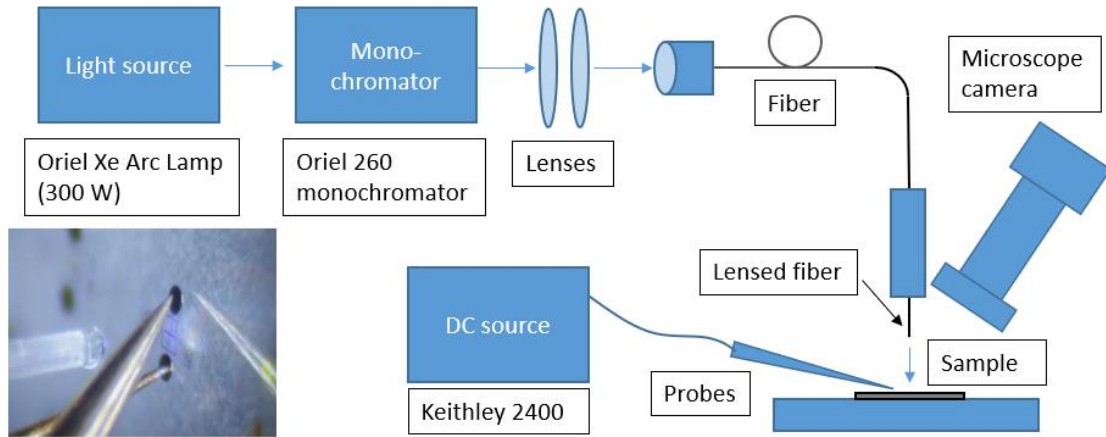 Light source
Mono-
chromator
Oriel Xe Arc Lamp
(300 W)
Oriel 260
monochromator
Lenses
Fiber
Microscope
camera
Lensed fiber
DC source
Keithley 2400
Probes
Sample